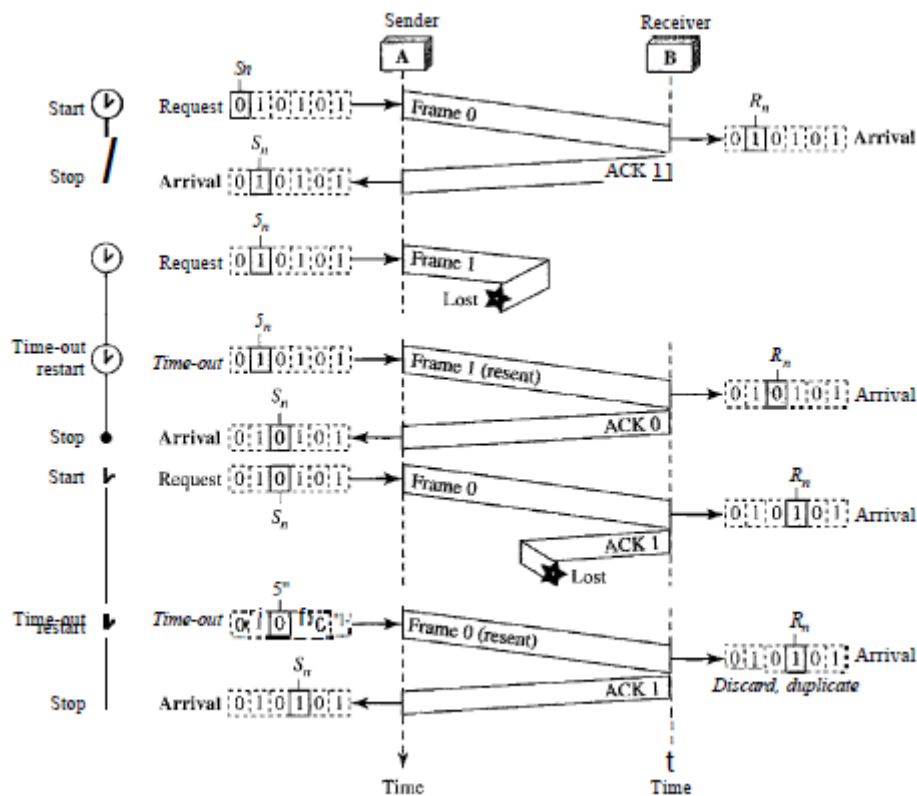 Sender
Receiver
A
B
Sn
Start
Request
0 1 0 1 0 1
Frame 0
Rn
0 1 0 1 0 1
Arrival
Sn
Stop
Arrival
0 1 0 1 0 1
ACK 1]
5n
Request
0 1 0 1 0 1
Frame 1
Lost
5n
Time-out
restart
Time-out
0 1 0 1 0 1
Frame 1 (resent)
Rn
0 1 0 1 0 1
Arrival
Sn
ACK 0
Stop
Arrival
0 1 0 1 0 1
Start
Request
0 1 0 1 0 1
Frame 0
Sn
Rn
0 1 0 1 0 1
Arrival
ACK 1
Lost
5"
Time-out
restart
Time-out
Frame 0 (resent)
Rn
0 1 0 1 0 1
Arrival
Discard, duplicate
Sn
ACK 1
Stop
Arrival
0 1 0 1 0 1
t
Time
Time